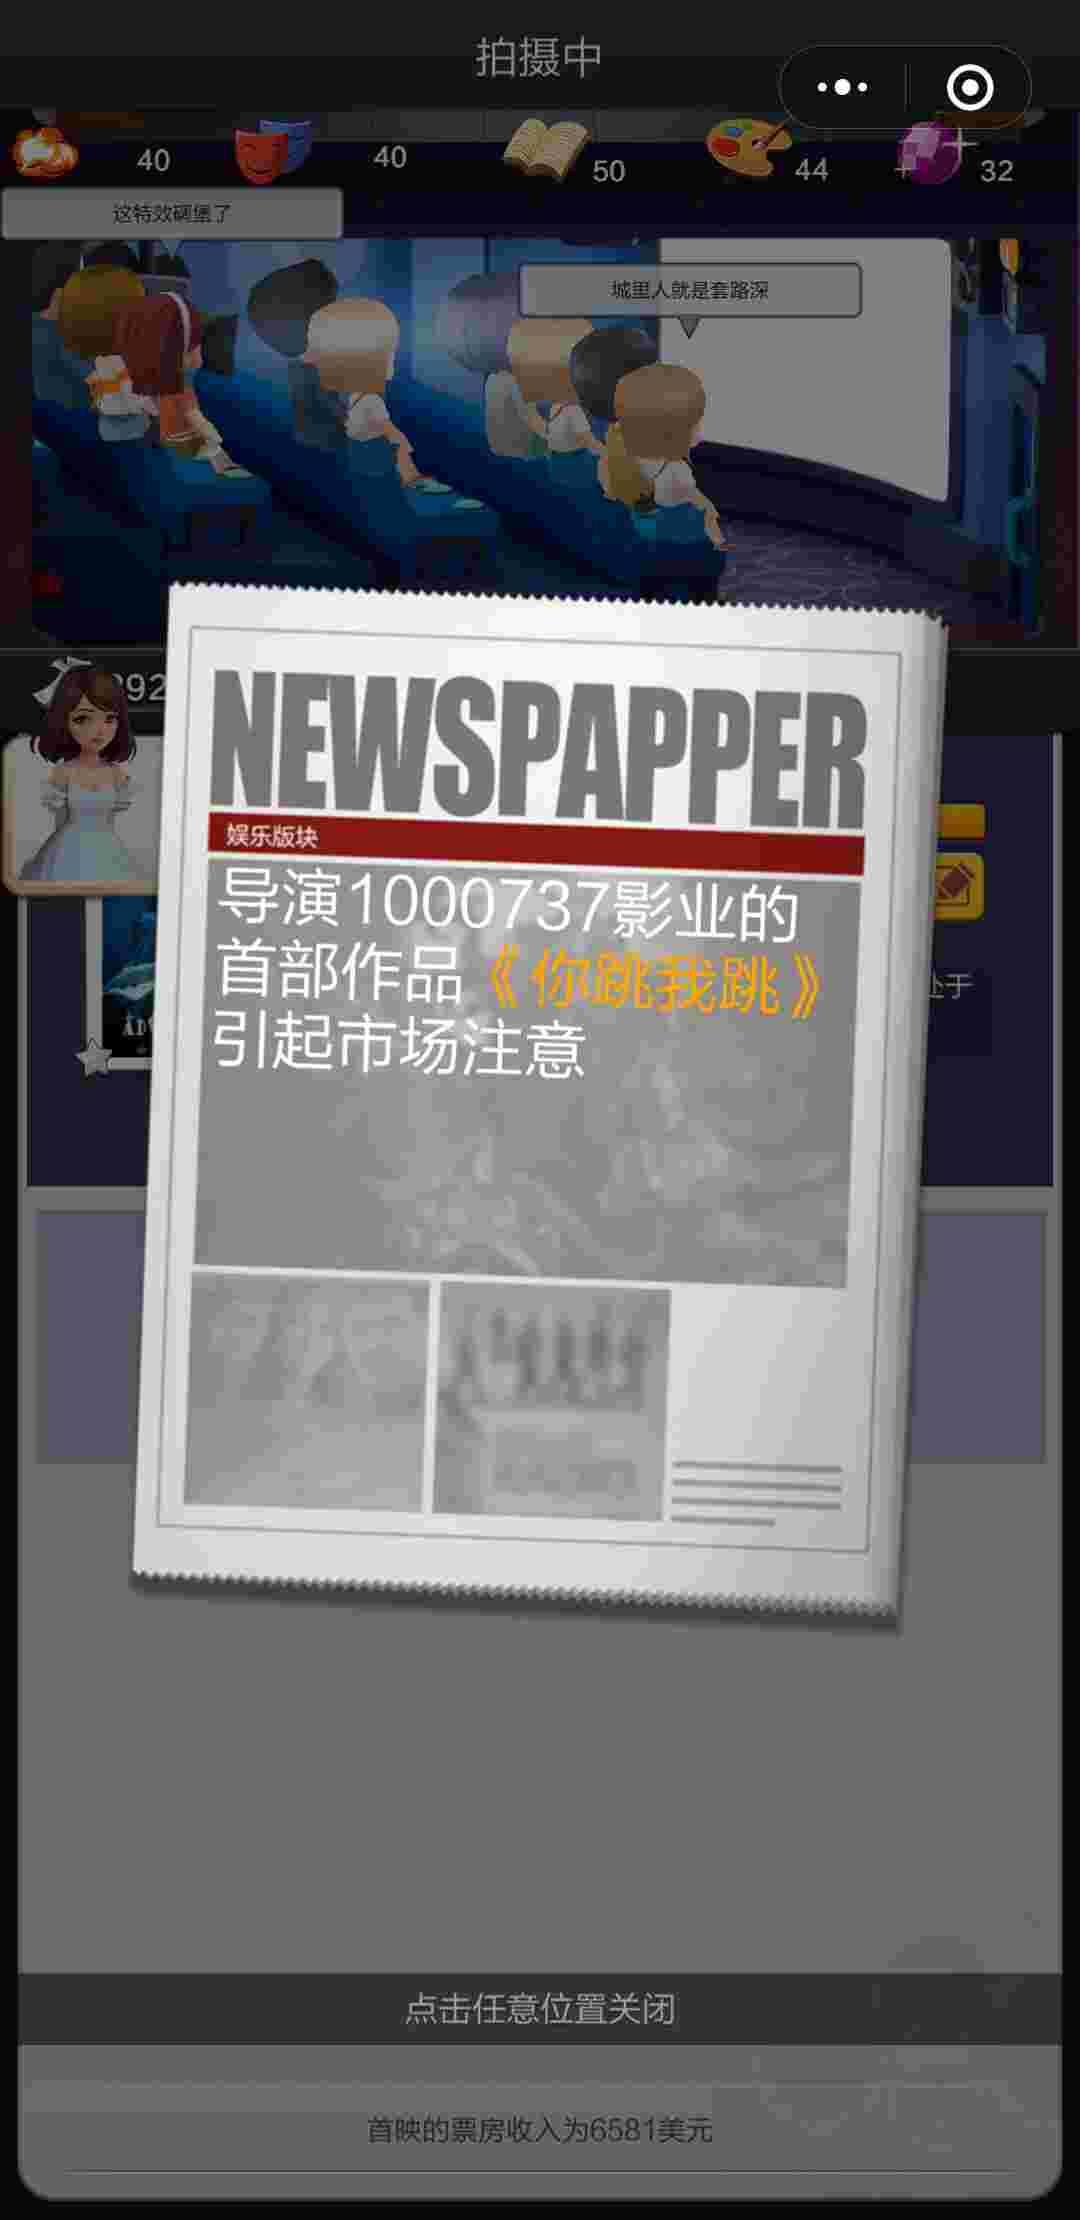 拍摄中
40
40
50
44
32
这特效碉堡了
城里人就是套路深
892
NEWSPAPPER
娱乐版块
导演1000737影业的
首部作品《你跳我跳》
引起市场注意
处于
点击任意位置关闭
首映的票房收入为6581美元